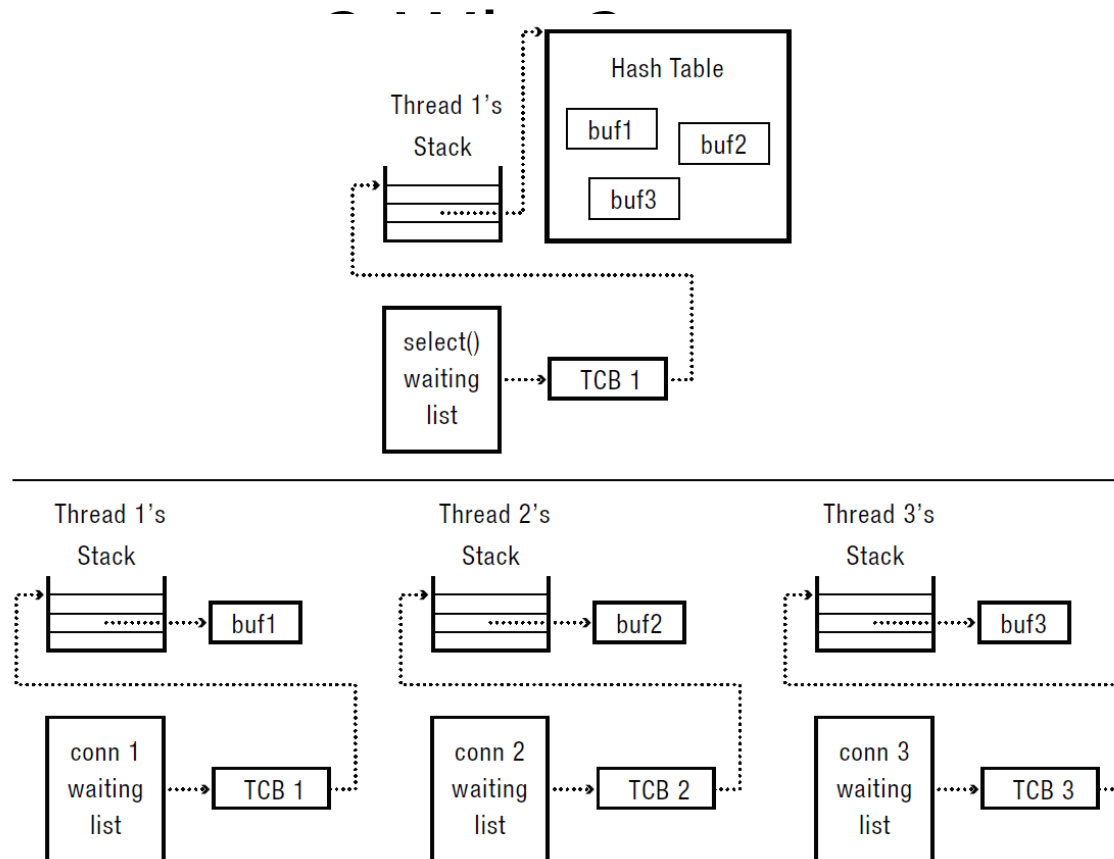 Hash Table
Thread 1's
Stack
buf1
buf2
buf3
select()
waiting
list
TCB 1
Thread 1's
Stack
buf1
conn 1
waiting
list
TCB 1
Thread 2's
Stack
buf2
conn 2
waiting
list
TCB 2
Thread 3's
Stack
buf3
conn 3
waiting
list
TCB 3